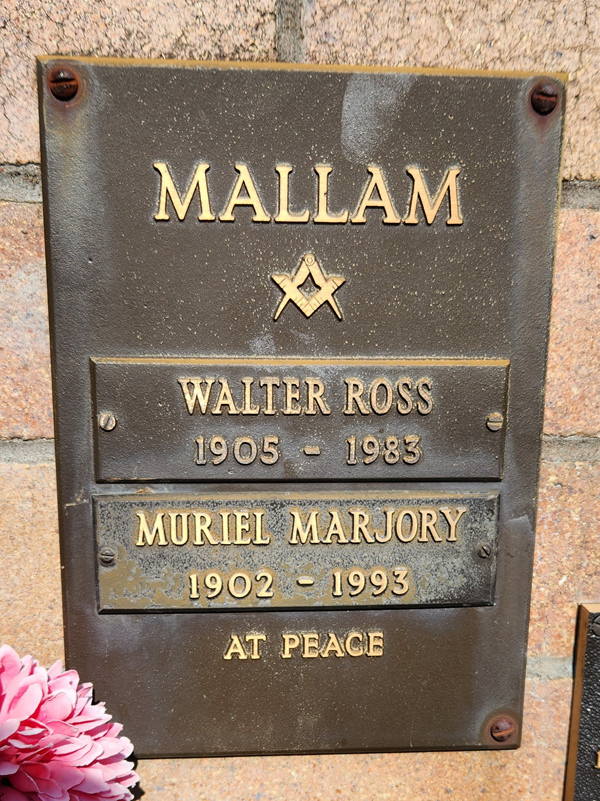 MALLAM
WALTER ROSS
1905 - 1983
MURIEL MARJORY
1902 - 1993
AT PEACE